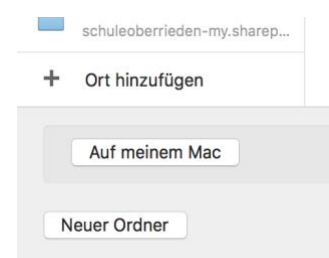 schuleoberrieden-my.sharep...
+ Ort hinzufügen
Auf meinem Mac
Neuer Ordner